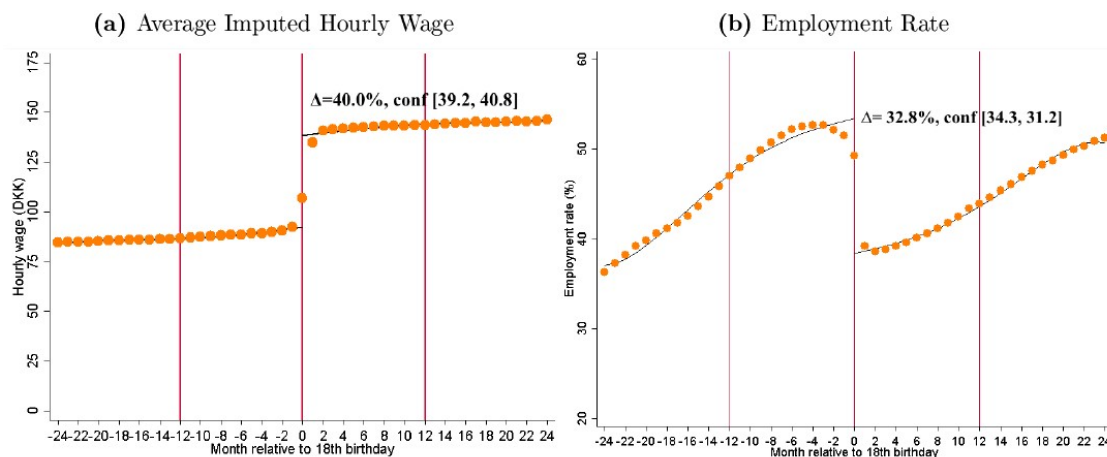 (a) Average Imputed Hourly Wage
(b) Employment Rate
Hourly wage (DKK)
175
150
125
100
75
50
25
0
Δ=40.0%, conf [39.2, 40.8]
-24-22-20-18-16-14-12-10 -8 -6 -4 -2 0 2 4 6 8 10 12 14 16 18 20 22 24
Month relative to 18th birthday
Employment rate (%)
60
50
40
30
20
Δ= 32.8%, conf [34.3, 31.2]
-24-22-20-18-16-14-12-10 -8 -6 -4 -2 0 2 4 6 8 10 12 14 16 18 20 22 24
Month relative to 18th birthday